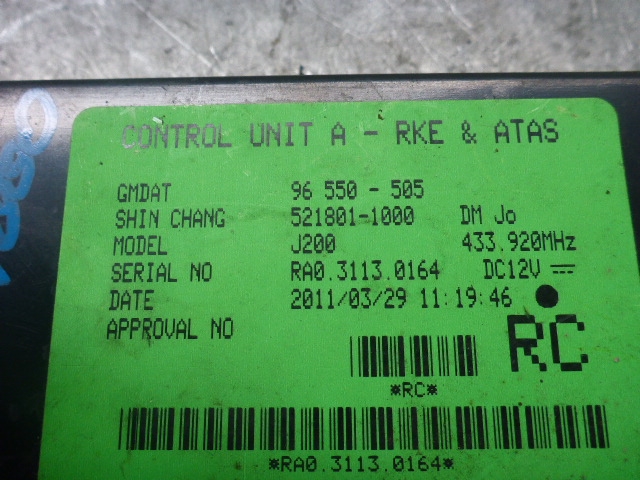 CONTROL UNIT A - RKE & ATAS
GMDAT 96 550 - 505
SHIN CHANG 521801-1000 DM Jo
MODEL J200 433.920MHz
SERIAL NO RA0.3113.0164 DC12V
DATE 2011/03/29 11:19:46
APPROVAL NO
RC
*RC*
*RA0.3113.0164*